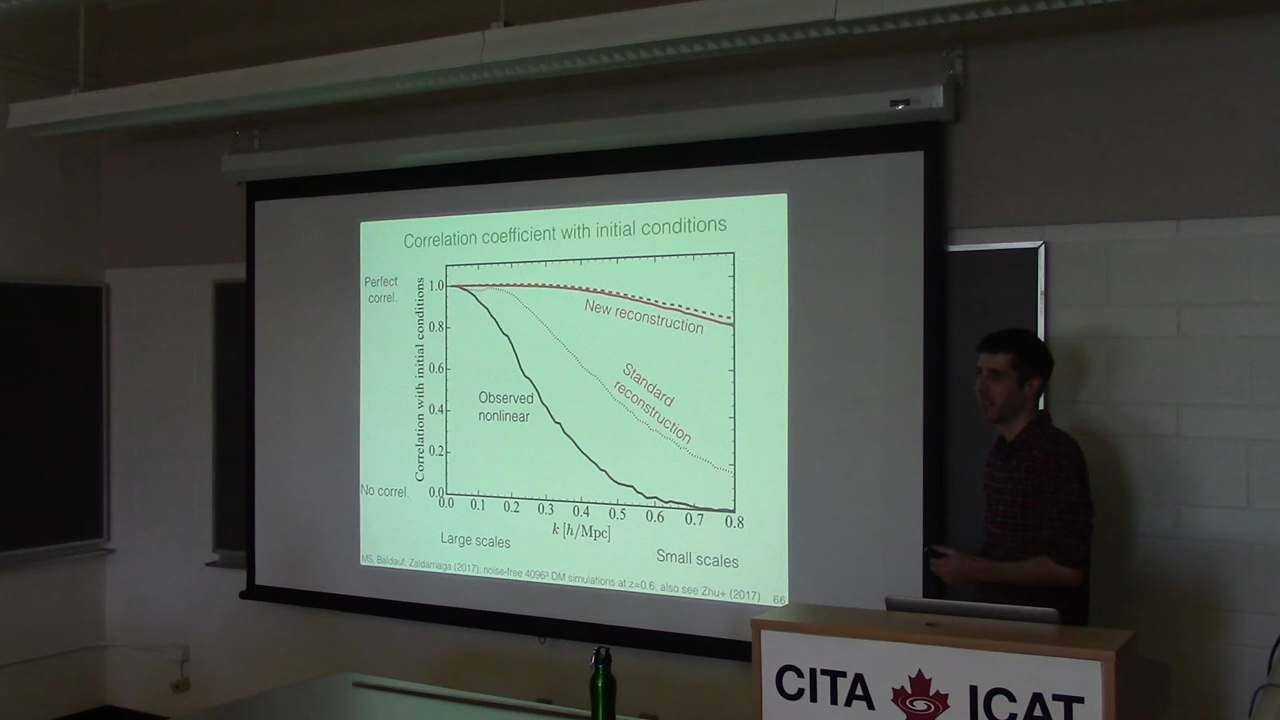 Correlation coefficient with initial conditions
Perfect
correl.
Correlation with initial conditions
1.0
0.8
0.6
0.4
0.2
0.0
New reconstruction
Standard
reconstruction
Observed
nonlinear
No correl.
0.0 0.1 0.2 0.3 0.4 0.5 0.6 0.7 0.8
k [h/Mpc]
Large scales
Small scales
MS, Baldauf, Zaldarriaga (2017); noise-free 4096³ DM simulations at z=0.6; also see Zhu+ (2017)
66
CITA ICAT